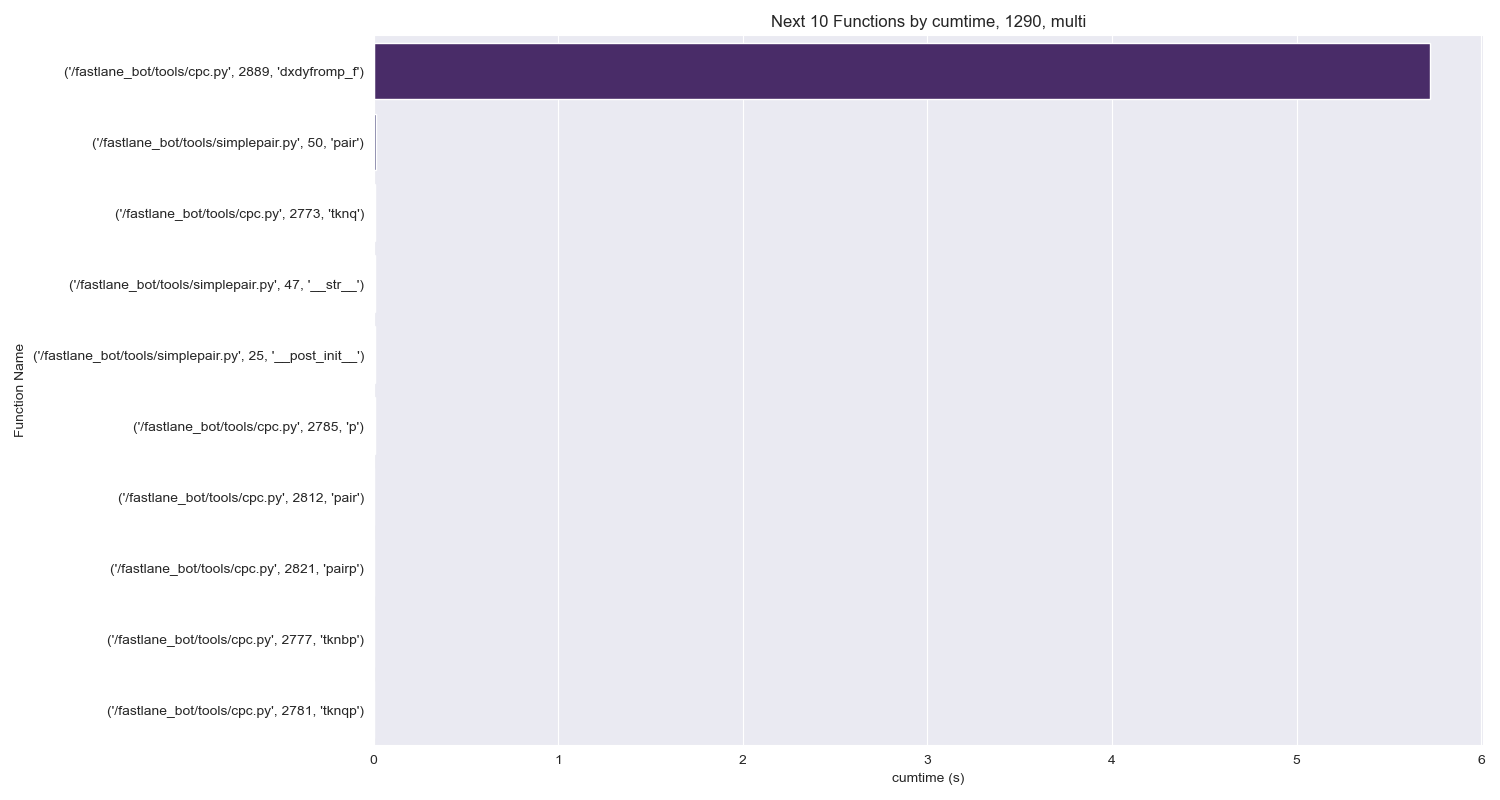 Next 10 Functions by cumtime, 1290, multi
('/fastlane_bot/tools/cpc.py', 2889, 'dxdyfromp_f')
('/fastlane_bot/tools/simplepair.py', 50, 'pair')
('/fastlane_bot/tools/cpc.py', 2773, 'tknq')
('/fastlane_bot/tools/simplepair.py', 47, '__str__')
('/fastlane_bot/tools/simplepair.py', 25, '__post_init__')
('/fastlane_bot/tools/cpc.py', 2785, 'p')
('/fastlane_bot/tools/cpc.py', 2812, 'pair')
('/fastlane_bot/tools/cpc.py', 2821, 'pairp')
('/fastlane_bot/tools/cpc.py', 2777, 'tknbp')
('/fastlane_bot/tools/cpc.py', 2781, 'tknqp')
Function Name
0 1 2 3 4 5 6
cumtime (s)